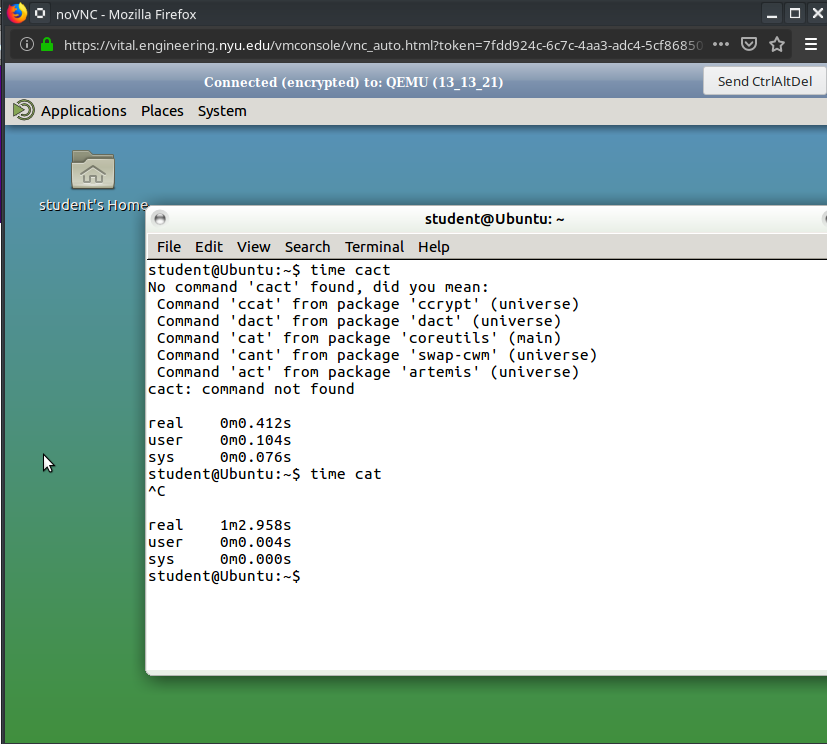 noVNC - Mozilla Firefox
https://vital.engineering.nyu.edu/vmconsole/vnc_auto.html?token=7fdd924c-6c7c-4aa3-adc4-5cf86850
Connected (encrypted) to: QEMU (13_13_21)
Send CtrlAltDel
Applications Places System
student's Home
student@Ubuntu: ~
File Edit View Search Terminal Help
student@Ubuntu:~$ time cact
No command 'cact' found, did you mean:
 Command 'ccat' from package 'ccrypt' (universe)
 Command 'dact' from package 'dact' (universe)
 Command 'cat' from package 'coreutils' (main)
 Command 'cant' from package 'swap-cwm' (universe)
 Command 'act' from package 'artemis' (universe)
cact: command not found
real 0m0.412s
user 0m0.104s
sys 0m0.076s
student@Ubuntu:~$ time cat
^C
real 1m2.958s
user 0m0.004s
sys 0m0.000s
student@Ubuntu:~$